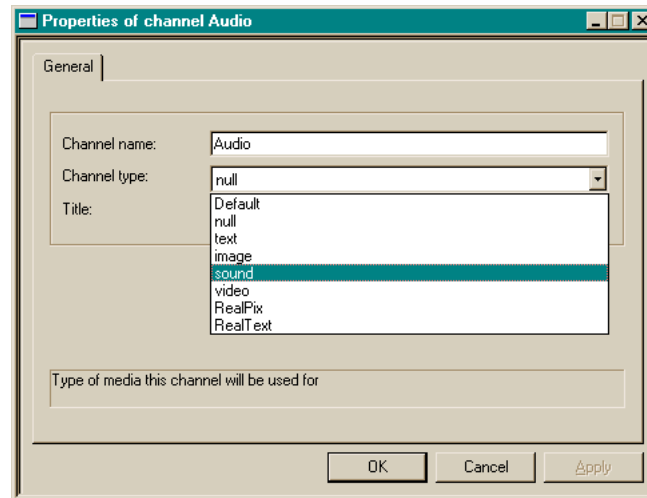 Properties of channel Audio
General
Channel name: Audio
Channel type: null
Title:
Default
null
text
image
sound
video
RealPix
RealText
Type of media this channel will be used for
OK Cancel Apply